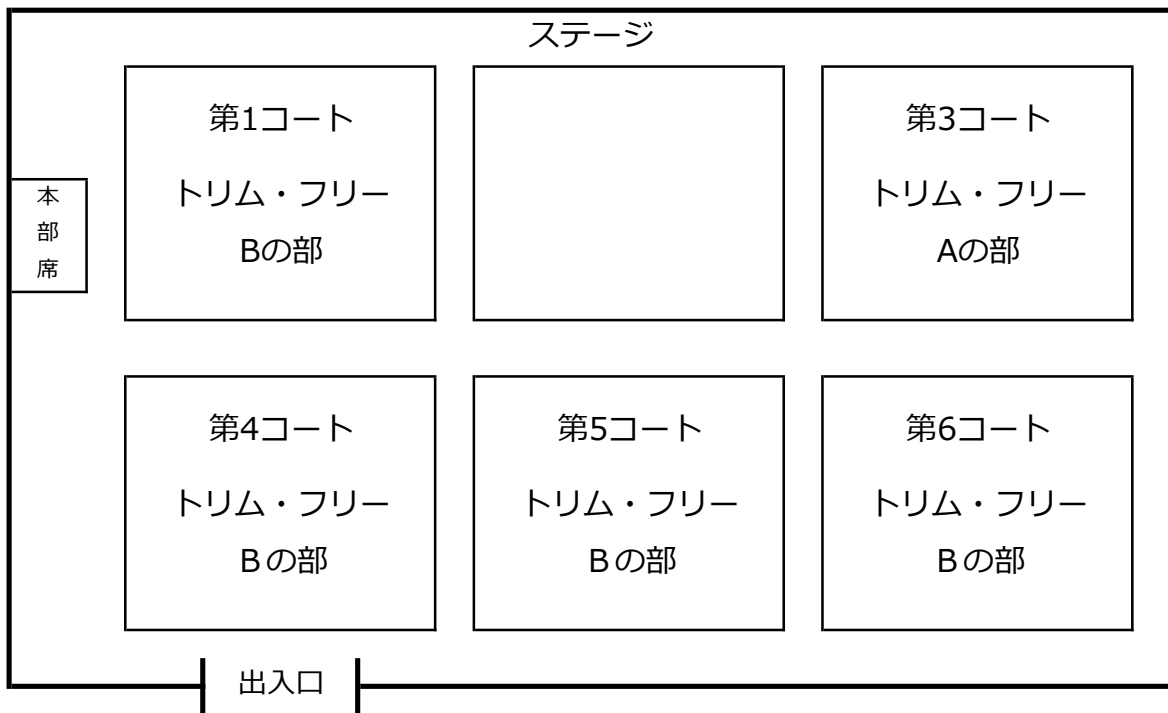 ステージ
第1コート
トリム・フリー
Bの部
第3コート
トリム・フリー
Aの部
本
部
席
第4コート
トリム・フリー
Ｂの部
第5コート
トリム・フリー
Ｂの部
第6コート
トリム・フリー
Ｂの部
出入口